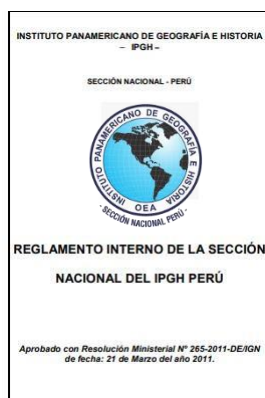 INSTITUTO PANAMERICANO DE GEOGRAFÍA E HISTORIA
– IPGH –
SECCIÓN NACIONAL - PERÚ
INSTITUTO PANAMERICANO DE GEOGRAFÍA E HISTORIA
OEA
- SECCIÓN NACIONAL PERÚ -
REGLAMENTO INTERNO DE LA SECCIÓN
NACIONAL DEL IPGH PERÚ
Aprobado con Resolución Ministerial Nº 265-2011-DE/IGN
de fecha: 21 de Marzo del año 2011.